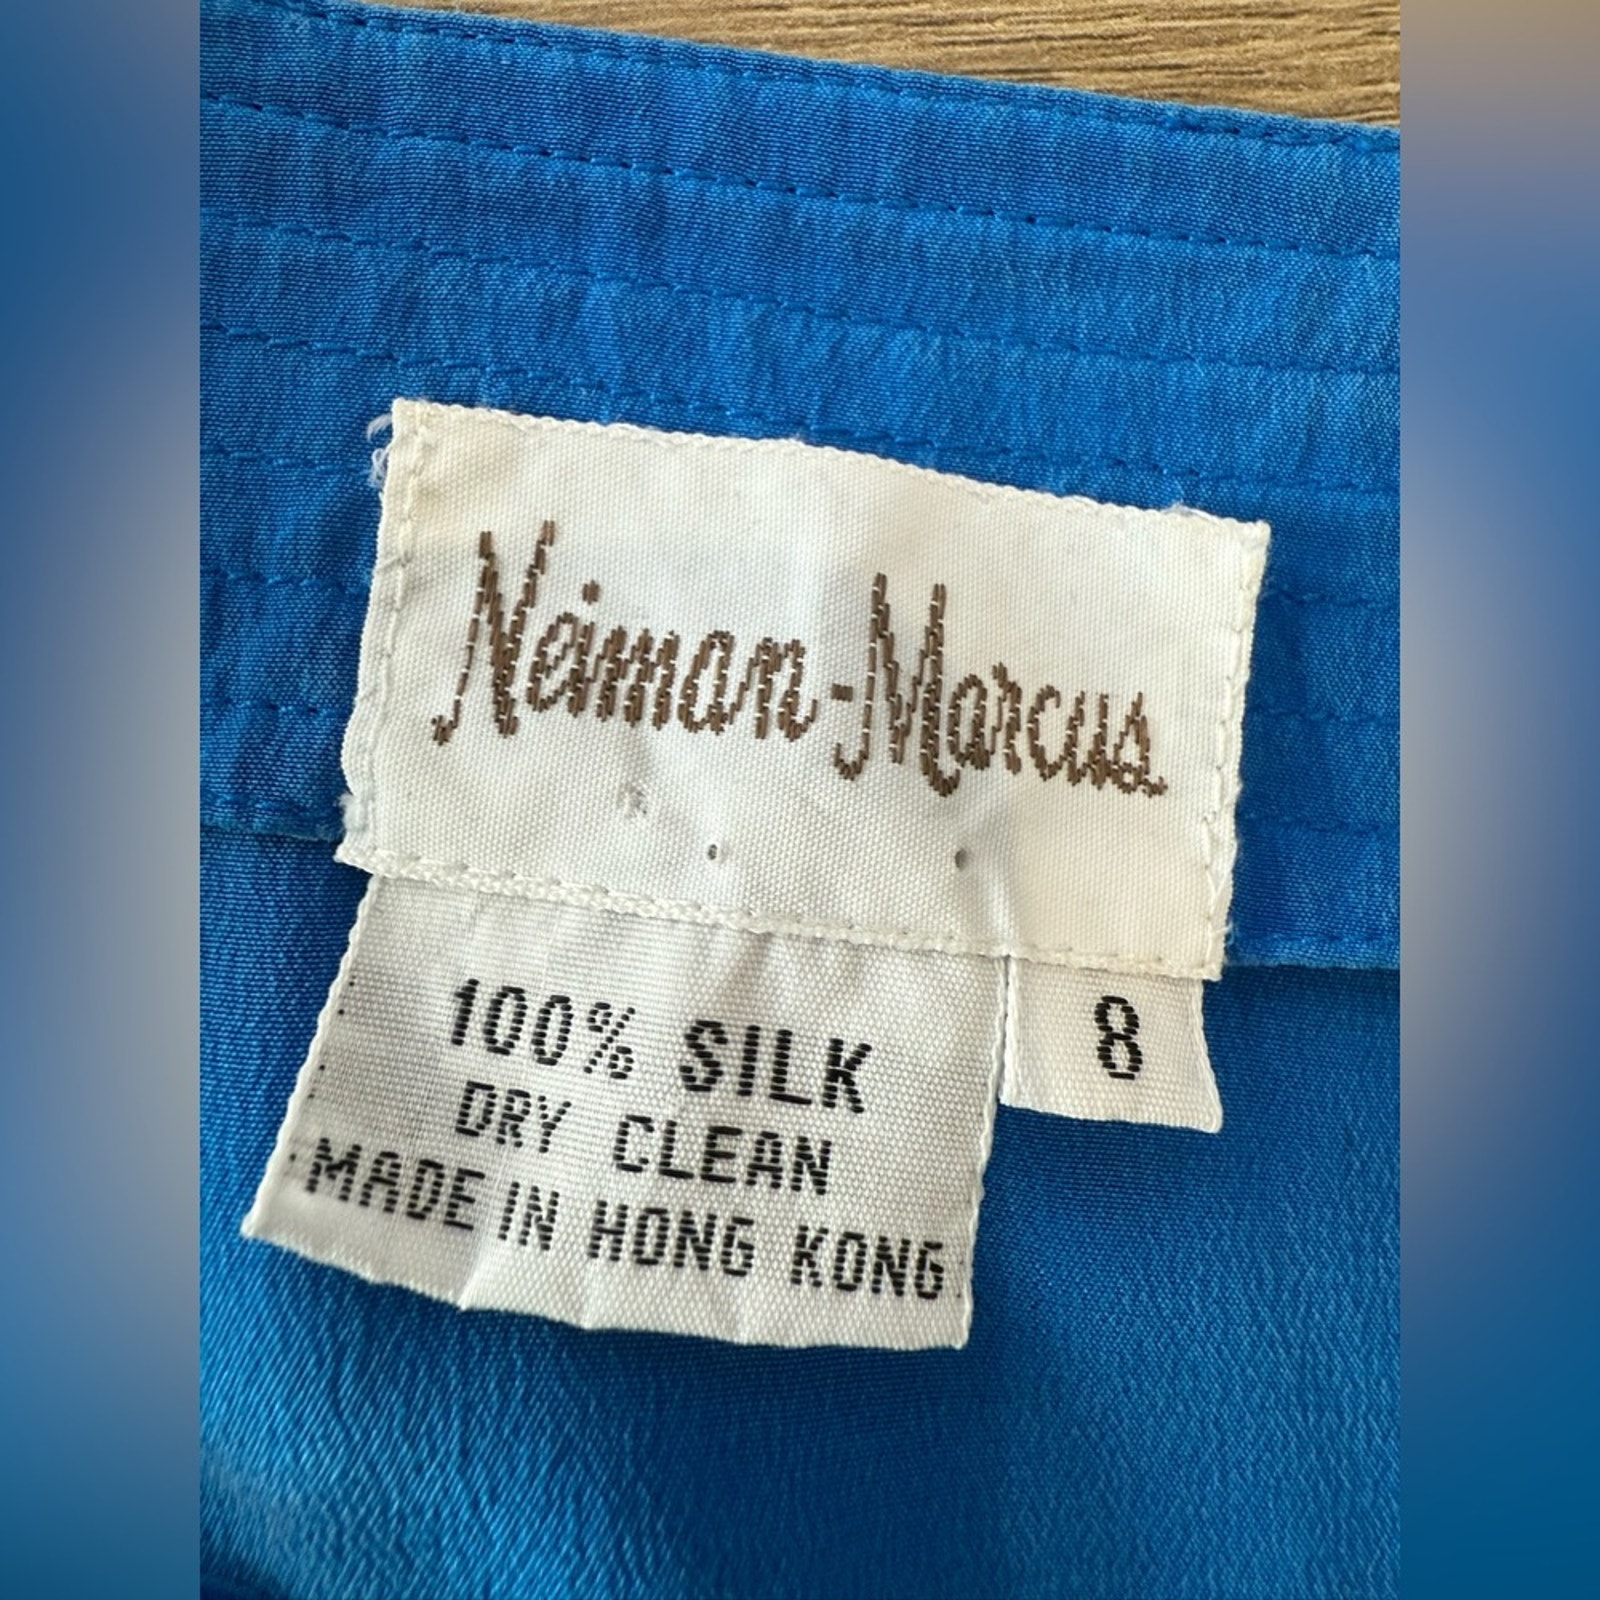 Neiman-Marcus
100% SILK
DRY CLEAN
MADE IN HONG KONG
8